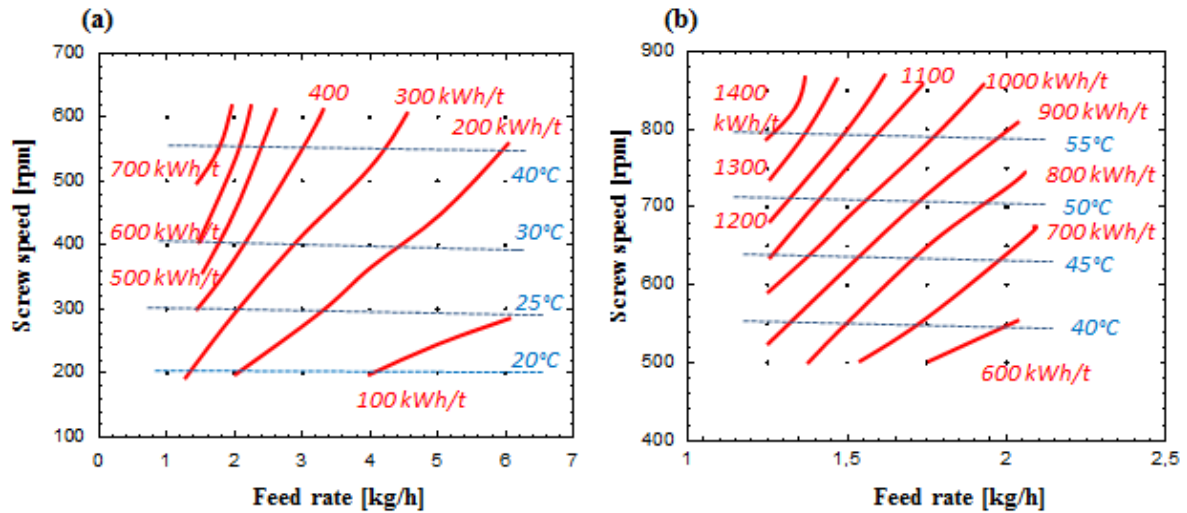 (a)
700
600
500
400
300
200
100
0
1
2
3
4
5
6
7
Screw speed [rpm]
Feed rate [kg/h]
400
300 kWh/t
200 kWh/t
700 kWh/t
600 kWh/t
500 kWh/t
100 kWh/t
40°C
30°C
25°C
20°C
(b)
900
800
700
600
500
400
1
1,5
2
2,5
Screw speed [rpm]
Feed rate [kg/h]
1400
kWh/t
1300
1200
1100
1000 kWh/t
900 kWh/t
800 kWh/t
700 kWh/t
600 kWh/t
55°C
50°C
45°C
40°C